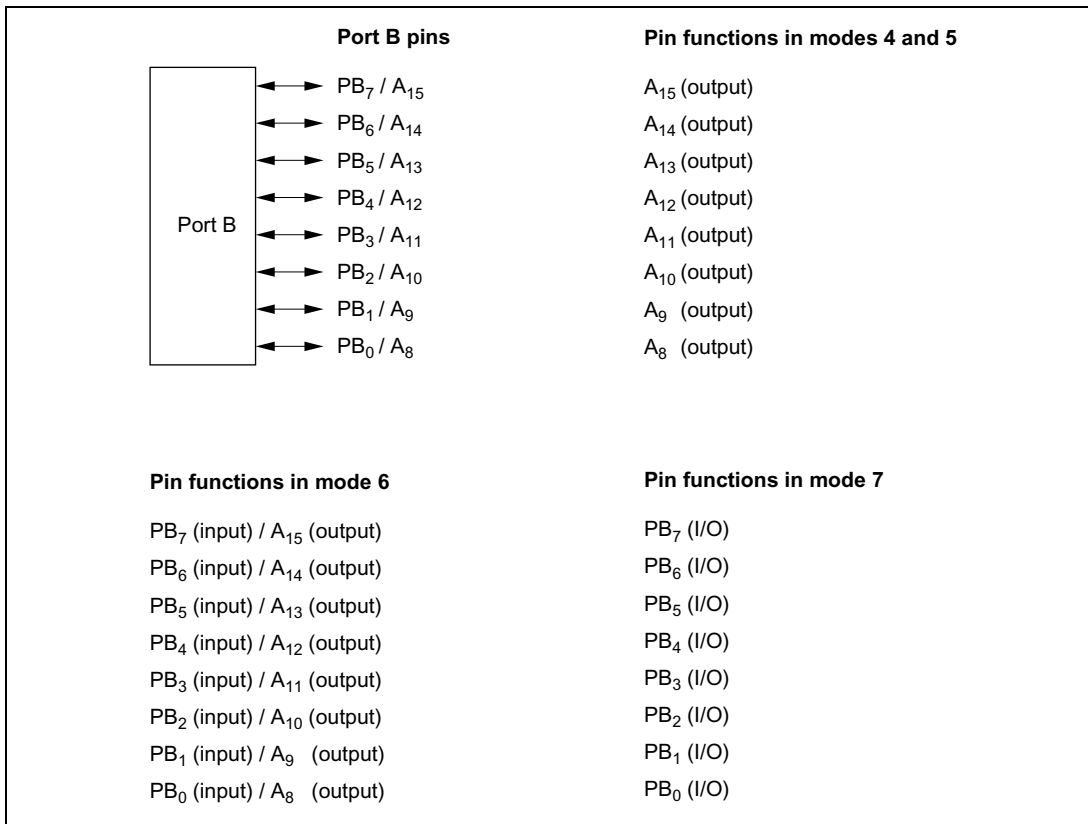 Port B pins
Pin functions in modes 4 and 5
Port B
PB7 / A15
A15 (output)
PB6 / A14
A14 (output)
PB5 / A13
A13 (output)
PB4 / A12
A12 (output)
PB3 / A11
A11 (output)
PB2 / A10
A10 (output)
PB1 / A9
A9 (output)
PB0 / A8
A8 (output)
Pin functions in mode 6
PB7 (input) / A15 (output)
PB6 (input) / A14 (output)
PB5 (input) / A13 (output)
PB4 (input) / A12 (output)
PB3 (input) / A11 (output)
PB2 (input) / A10 (output)
PB1 (input) / A9 (output)
PB0 (input) / A8 (output)
Pin functions in mode 7
PB7 (I/O)
PB6 (I/O)
PB5 (I/O)
PB4 (I/O)
PB3 (I/O)
PB2 (I/O)
PB1 (I/O)
PB0 (I/O)